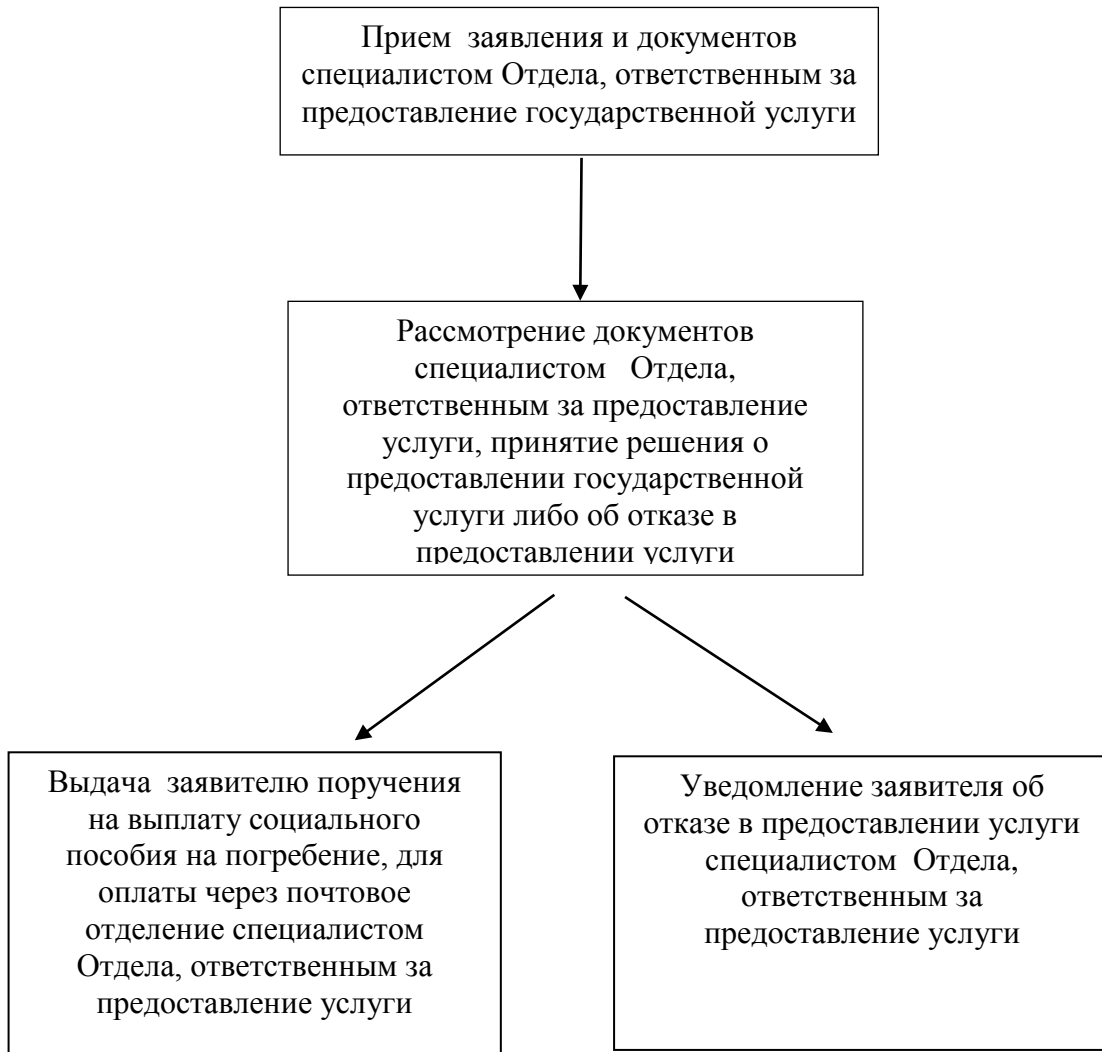 Прием заявления и документов
специалистом Отдела, ответственным за
предоставление государственной услуги
Рассмотрение документов
специалистом Отдела,
ответственным за предоставление
услуги, принятие решения о
предоставлении государственной
услуги либо об отказе в
предоставлении услуги
Выдача заявителю поручения
на выплату социального
пособия на погребение, для
оплаты через почтовое
отделение специалистом
Отдела, ответственным за
предоставление услуги
Уведомление заявителя об
отказе в предоставлении услуги
специалистом Отдела,
ответственным за
предоставление услуги